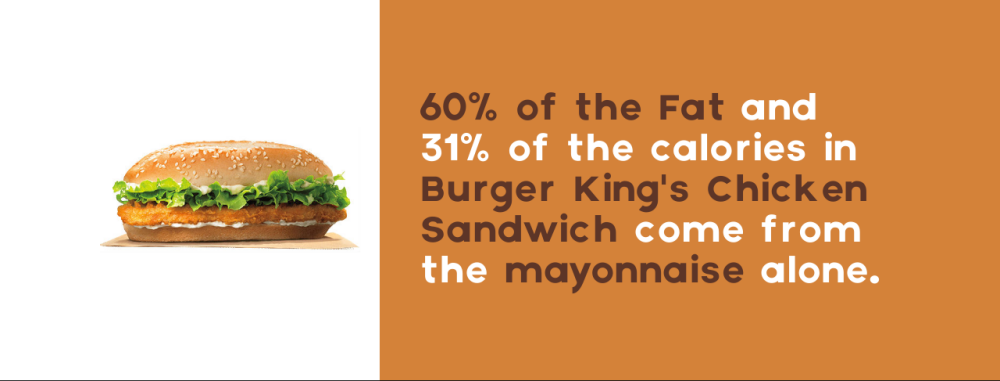 60% of the Fat and
31% of the calories in
Burger King's Chicken
Sandwich come from
the mayonnaise alone.